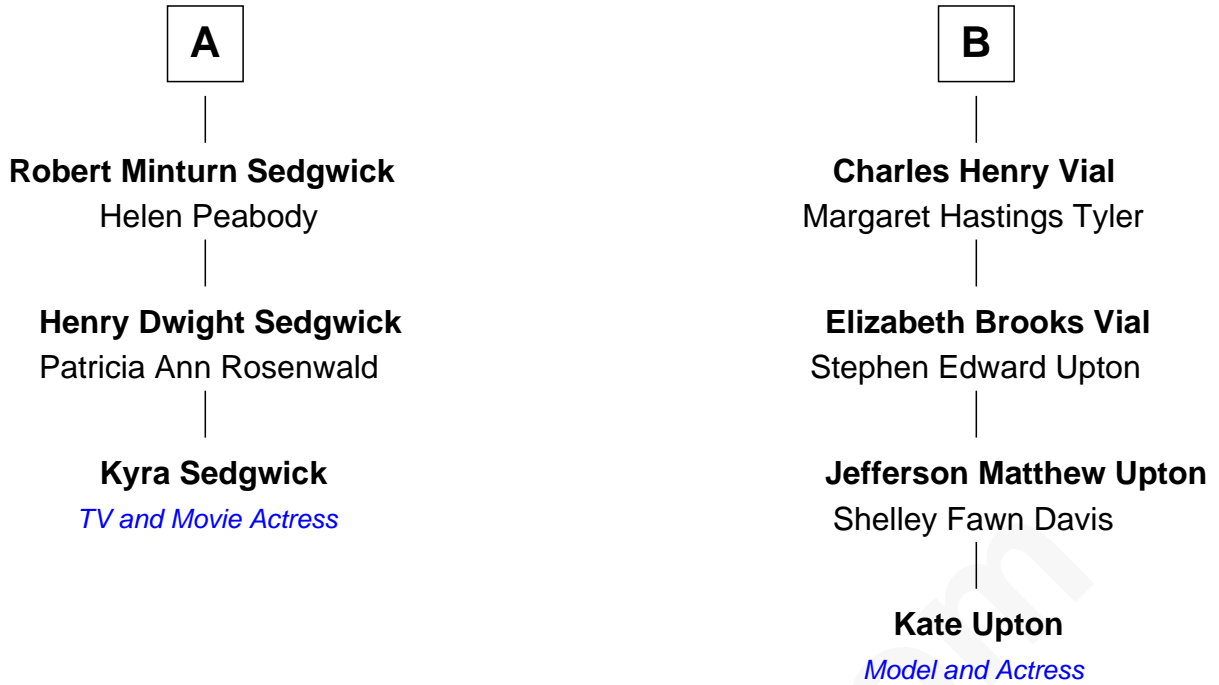 A
B
Robert Minturn Sedgwick
Helen Peabody
Charles Henry Vial
Margaret Hastings Tyler
Henry Dwight Sedgwick
Patricia Ann Rosenwald
Elizabeth Brooks Vial
Stephen Edward Upton
Kyra Sedgwick
TV and Movie Actress
Jefferson Matthew Upton
Shelley Fawn Davis
Kate Upton
Model and Actress